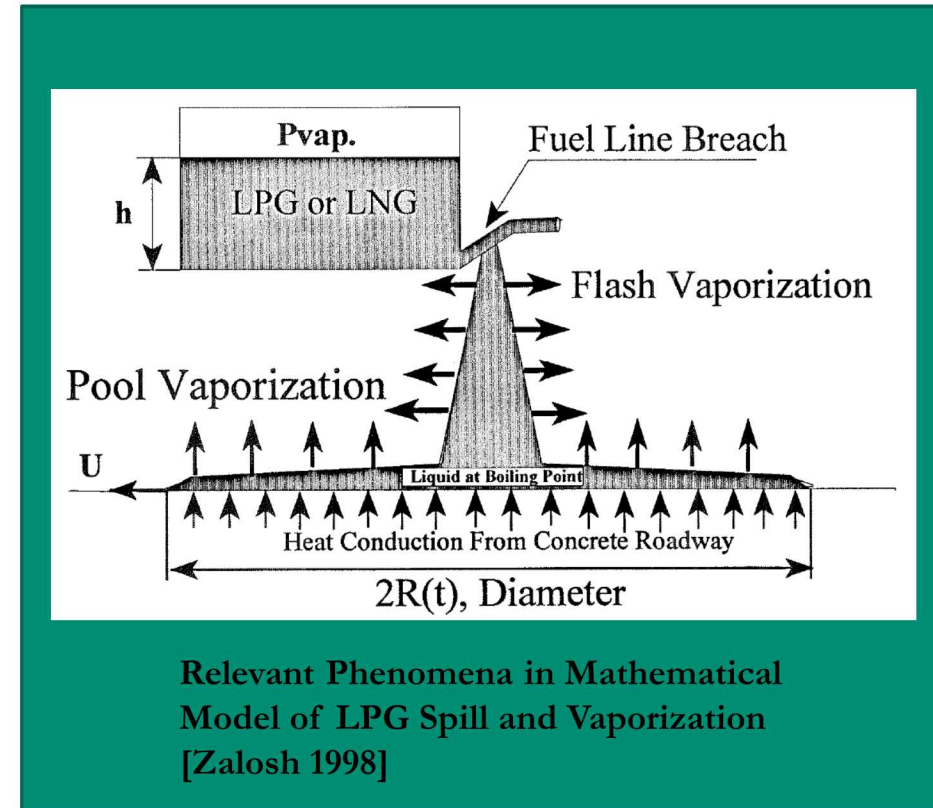 Pvap.
Fuel Line Breach
h
LPG or LNG
Flash Vaporization
Pool Vaporization
U
Liquid at Boiling Point
Heat Conduction From Concrete Roadway
2R(t), Diameter
Relevant Phenomena in Mathematical
Model of LPG Spill and Vaporization
[Zalosh 1998]